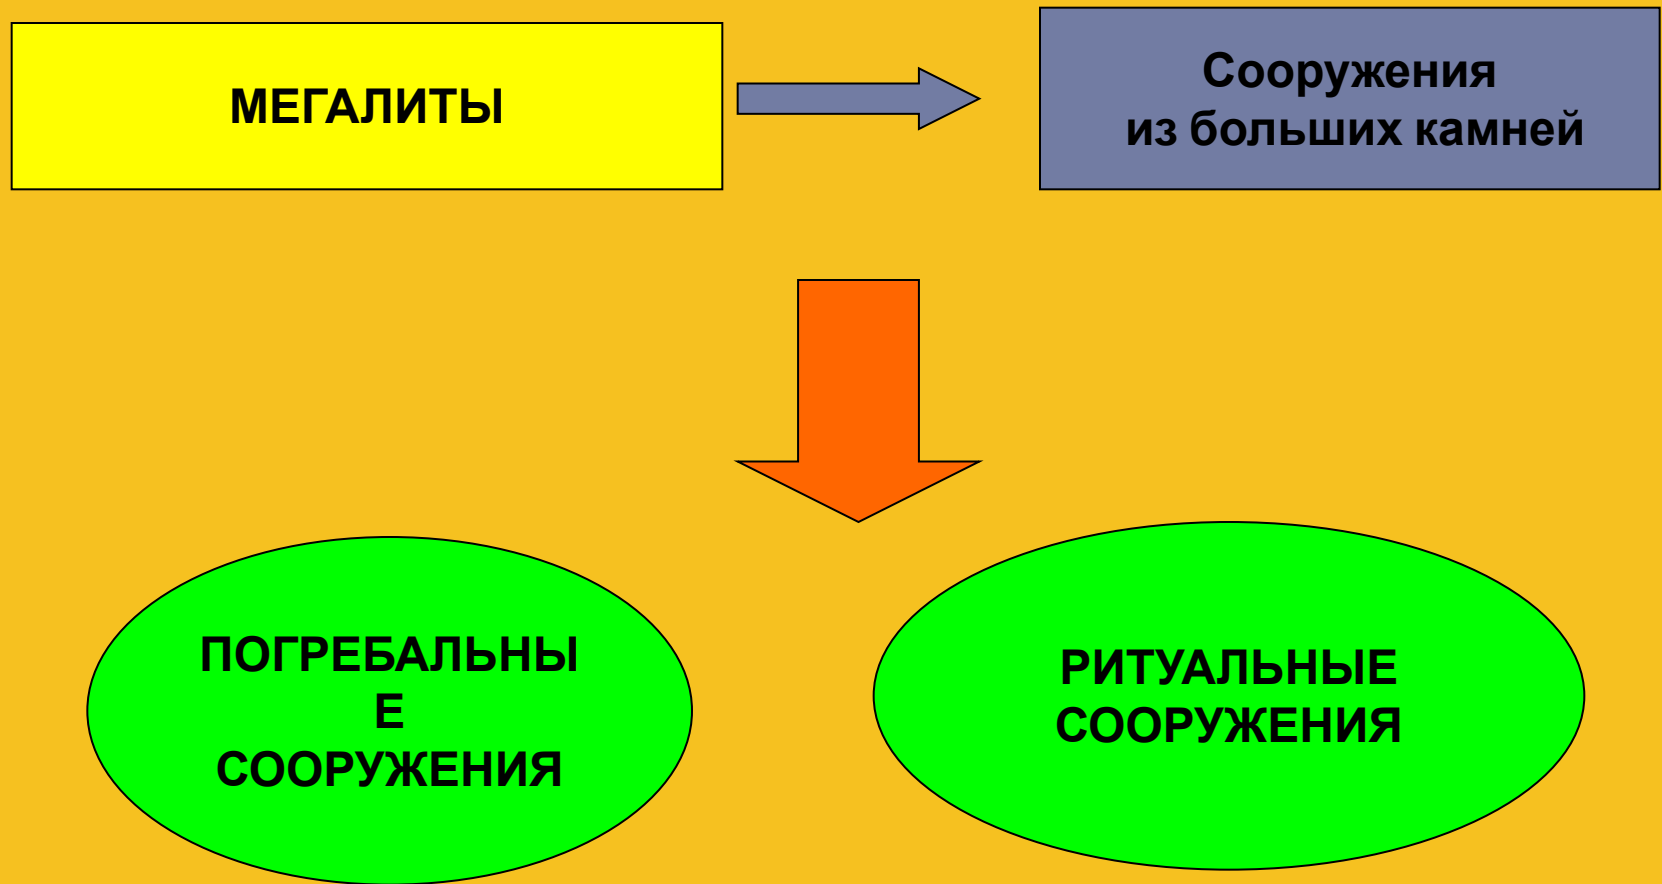 МЕГАЛИТЫ
Сооружения
из больших камней
ПОГРЕБАЛЬНЫ
Е
СООРУЖЕНИЯ
РИТУАЛЬНЫЕ
СООРУЖЕНИЯ